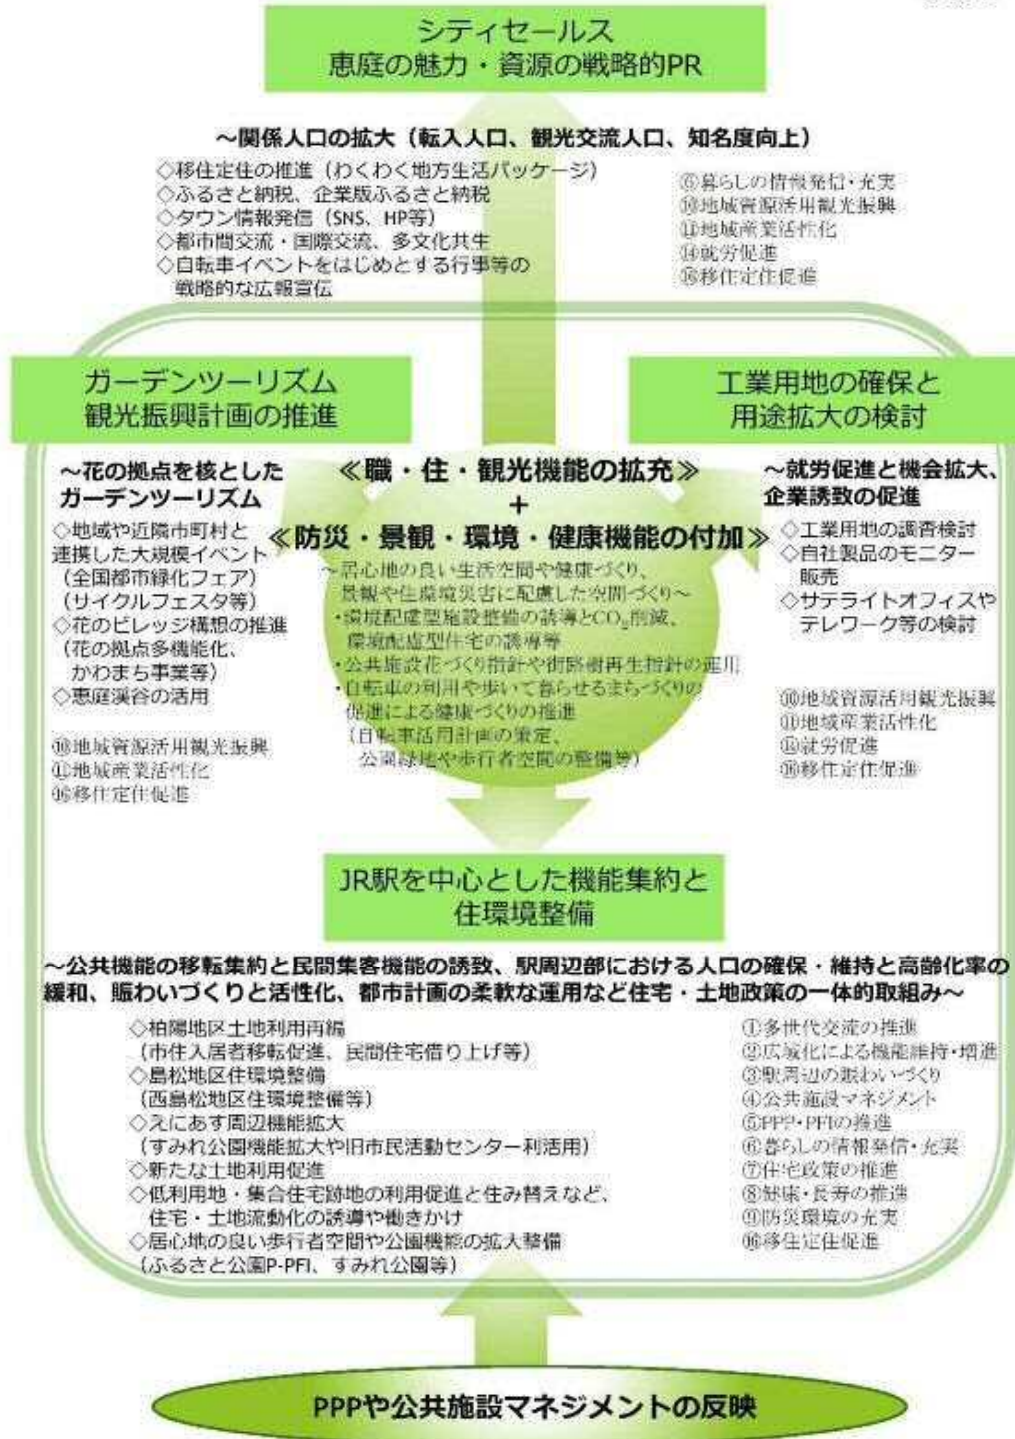 シティセールス
恵庭の魅力・資源の戦略的PR
～関係人口の拡大（転入人口、観光交流人口、知名度向上）
◇移住定住の推進（わくわく地方生活パッケージ）
◇ふるさと納税、企業版ふるさと納税
◇タウン情報発信（SNS、HP等）
◇都市間交流・国際交流、多文化共生
◇自転車イベントをはじめとする行事等の
戦略的な広報宣伝
⑥暮らしの情報発信・充実
⑩地域資源活用観光振興
⑪地域産業活性化
就労促進
⑯移住定住促進
ガーデンツーリズム
観光振興計画の推進
～花の拠点を核とした
ガーデンツーリズム
◇地域や近隣市町村と
連携した大規模イベント
（全国都市緑化フェア）
（サイクルフェスタ等）
◇花のビレッジ構想の推進
（花の拠点多機能化、
かわまち事業等）
◇恵庭渓谷の活用
⑩地域資源活用観光振興
⑪地域産業活性化
⑯移住定住促進
≪職・住・観光機能の拡充≫
+
≪防災・景観・環境・健康機能の付加≫
～居心地の良い生活空間や健康づくり、
景観や住環境災害に配慮した空間づくり～
・環境配慮型施設整備の誘導とCO₂削減、
環境配慮型住宅の誘導等
・公共施設花づくり指針や街路樹再生指針の運用
・自転車の利用や歩いて暮らせるまちづくりの
促進による健康づくりの推進
（自転車活用計画の策定、
公園緑地や歩行者空間の整備等）
工業用地の確保と
用途拡大の検討
～就労促進と機会拡大、
企業誘致の促進
◇工業用地の調査検討
◇自社製品のモニター
販売
◇サテライトオフィスや
テレワーク等の検討
⑩地域資源活用観光振興
⑪地域産業活性化
就労促進
⑯移住定住促進
JR駅を中心とした機能集約と
住環境整備
～公共機能の移転集約と民間集客機能の誘致、駅周辺部における人口の確保・維持と高齢化率の
緩和、賑わいづくりと活性化、都市計画の柔軟な運用など住宅・土地政策の一体的取組み～
◇柏陽地区土地利用再編
（市住入居者移転促進、民間住宅借り上げ等）
◇島松地区住環境整備
（西島松地区住環境整備等）
◇えにあす周辺機能拡大
（すみれ公園機能拡大や旧市民活動センター利活用）
◇新たな土地利用促進
◇低利用地・集合住宅跡地の利用促進と住み替えなど、
住宅・土地流動化の誘導や働きかけ
◇居心地の良い歩行者空間や公園機能の拡大整備
（ふるさと公園P-PFI、すみれ公園等）
①多世代交流の推進
②広域化による機能維持・増進
③駅周辺の賑わいづくり
④公共施設マネジメント
⑤PPP・PFIの推進
⑥暮らしの情報発信・充実
⑦住宅政策の推進
⑧健康・長寿の推進
⑨防災環境の充実
⑯移住定住促進
PPPや公共施設マネジメントの反映